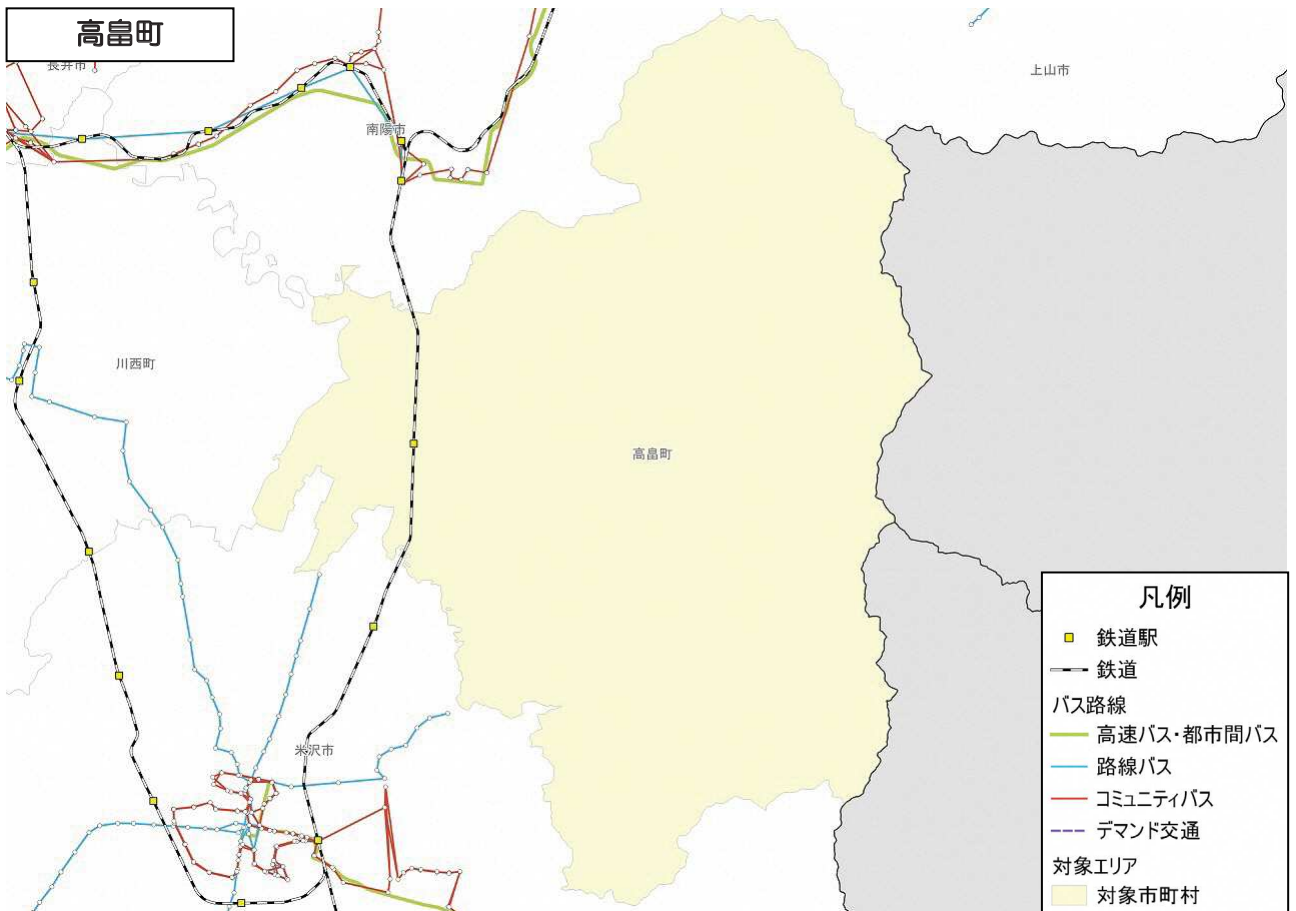 高畠町
長井市
上山市
南陽市
川西町
高畠町
米沢市
凡例
鉄道駅
鉄道
バス路線
高速バス・都市間バス
路線バス
コミュニティバス
デマンド交通
対象エリア
対象市町村